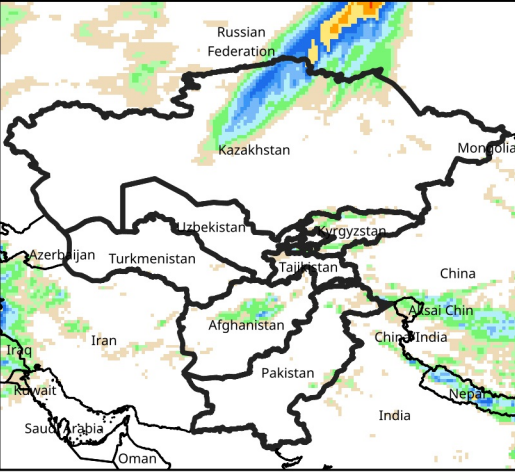 Russian
Federation
Kazakhstan
Mongolia
Uzbekistan
Kyrgyzstan
Azerbaijan
Turkmenistan
Tajikistan
China
Aksai Chin
Afghanistan
Iran
China/India
Iraq
Pakistan
Kuwait
Nepal
India
Saudi Arabia
Oman